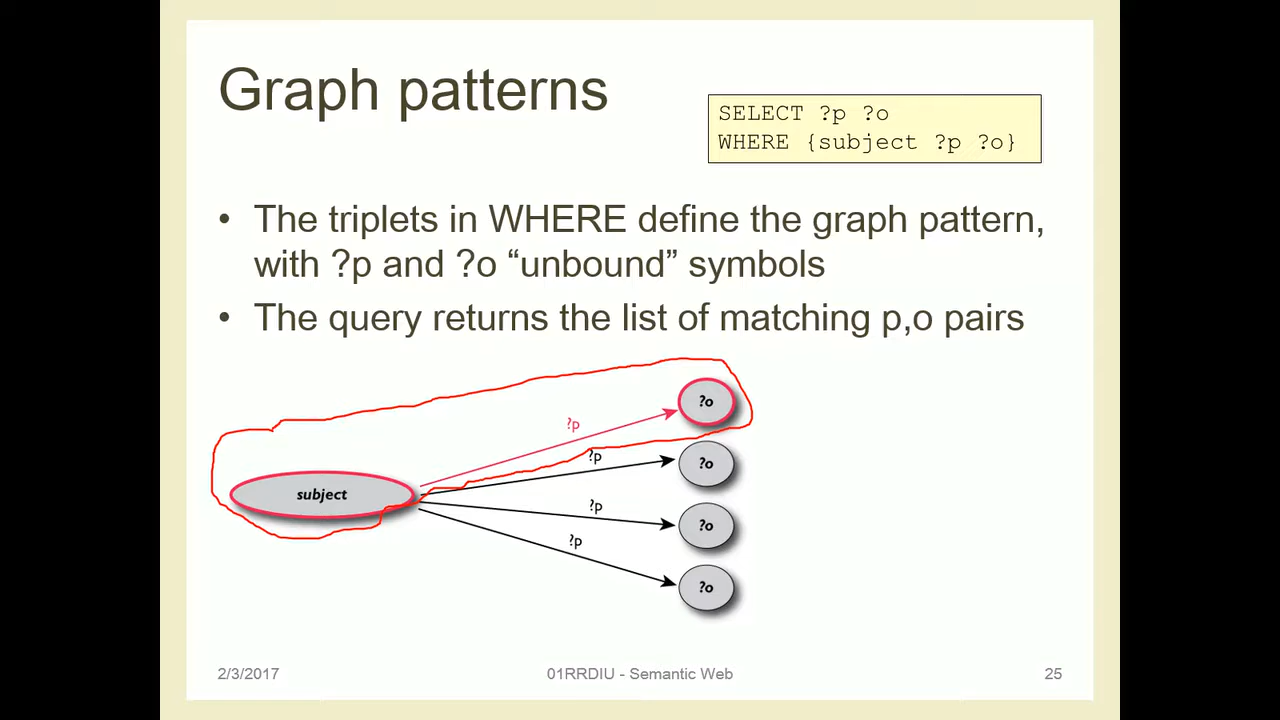 Graph patterns
SELECT ?p ?o
WHERE {subject ?p ?o}
• The triplets in WHERE define the graph pattern,
with ?p and ?o “unbound” symbols
• The query returns the list of matching p,o pairs
?o
?p
?p
?o
subject
?p
?o
?p
?o
2/3/2017
01RRDIU - Semantic Web
25